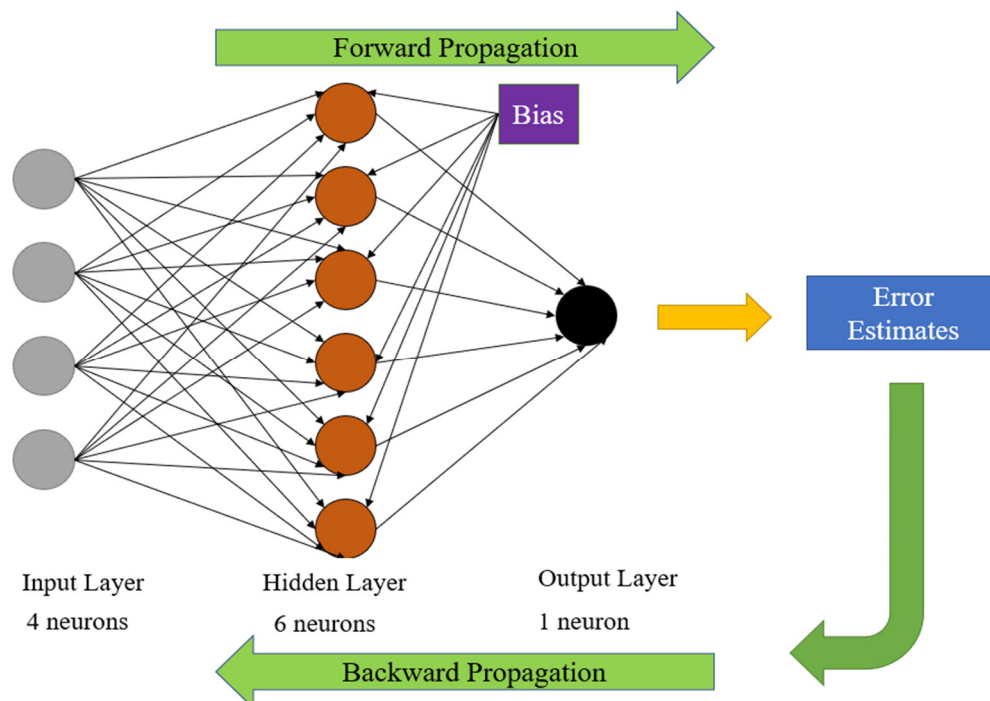 Forward Propagation
Bias
Error
Estimates
Input Layer
4 neurons
Hidden Layer
6 neurons
Output Layer
1 neuron
Backward Propagation